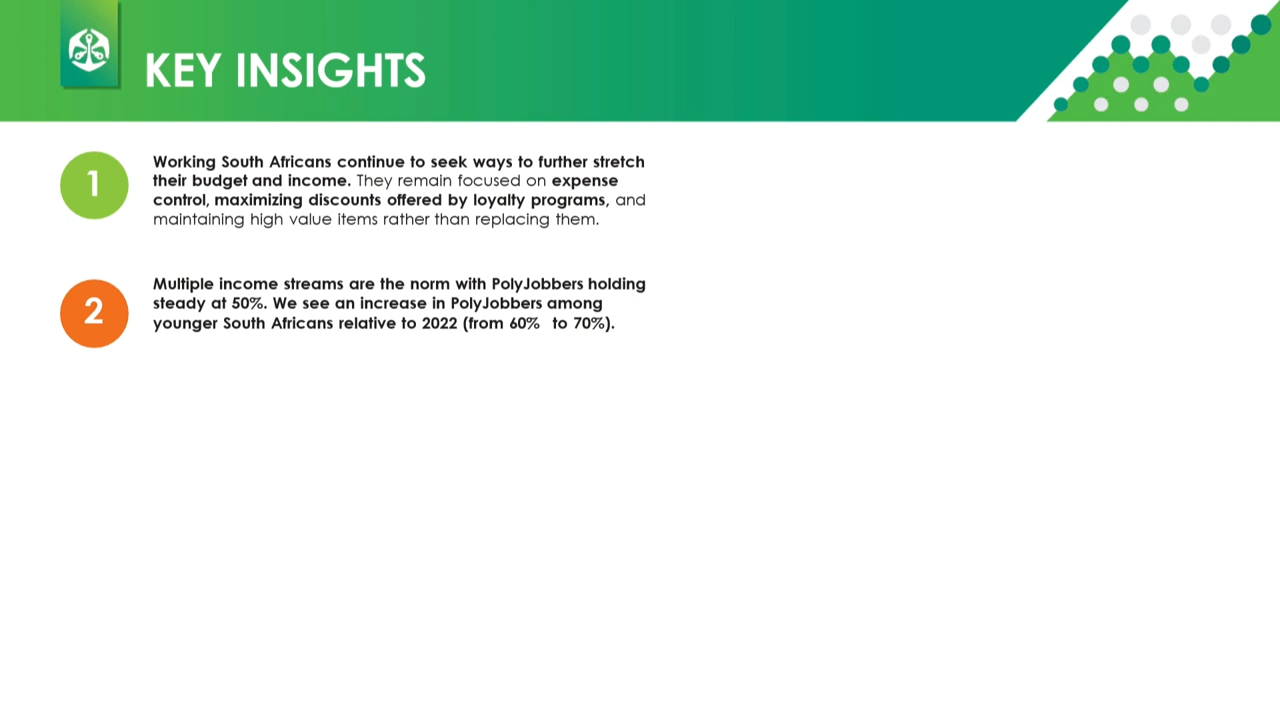 KEY INSIGHTS
1
Working South Africans continue to seek ways to further stretch
their budget and income. They remain focused on expense
control, maximizing discounts offered by loyalty programs, and
maintaining high value items rather than replacing them.
2
Multiple income streams are the norm with PolyJobbers holding
steady at 50%. We see an increase in PolyJobbers among
younger South Africans relative to 2022 (from 60%  to 70%).